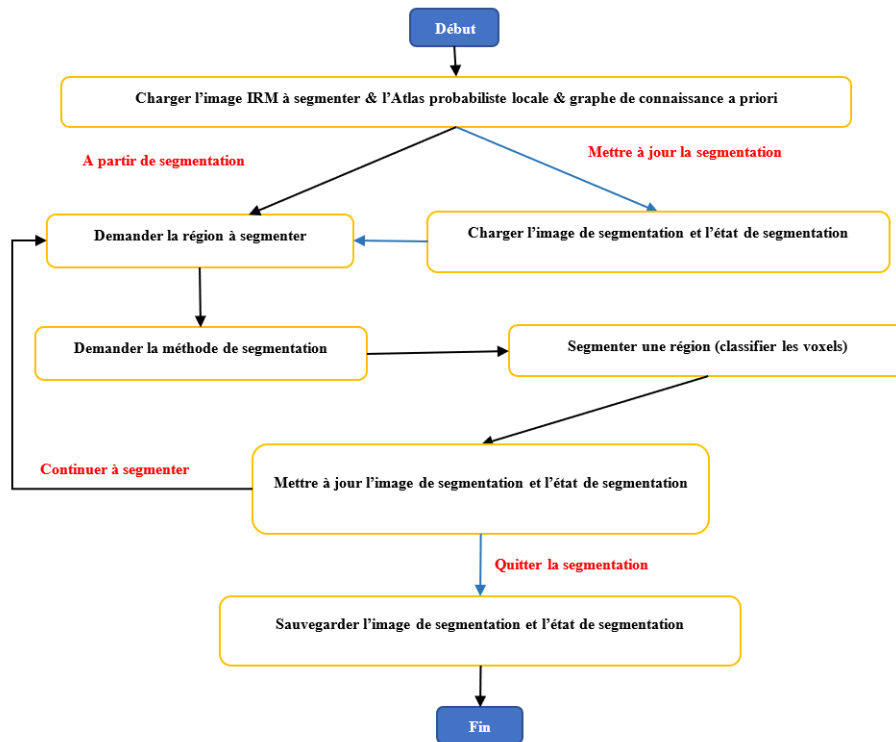 Début
Charger l'image IRM à segmenter & l'Atlas probabiliste locale & graphe de connaissance a priori
A partir de segmentation
Mettre à jour la segmentation
Demander la région à segmenter
Charger l'image de segmentation et l'état de segmentation
Demander la méthode de segmentation
Segmenter une région (classifier les voxels)
Continuer à segmenter
Mettre à jour l'image de segmentation et l'état de segmentation
Quitter la segmentation
Sauvegarder l'image de segmentation et l'état de segmentation
Fin